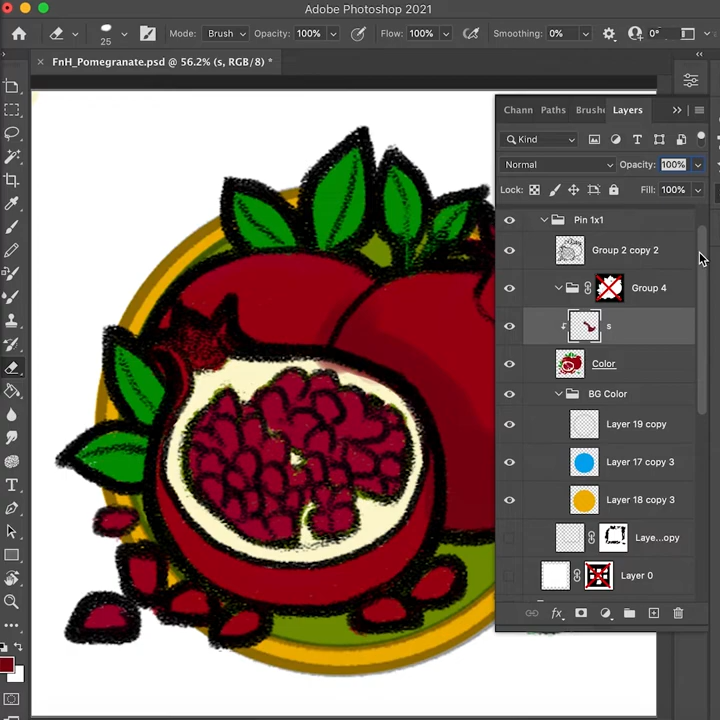 Adobe Photoshop 2021
25
Mode: Brush
Opacity: 100%
Flow: 100%
Smoothing: 0%
0°
FnH_Pomegranate.psd @ 56.2% (s, RGB/8) *
Chann
Paths
Brushe
Layers
Kind
Normal
Opacity: 100%
Lock:
Fill: 100%
Pin 1x1
Group 2 copy 2
Group 4
s
Color
BG Color
Layer 19 copy
Layer 17 copy 3
Layer 18 copy 3
Laye...opy
Layer 0
fx